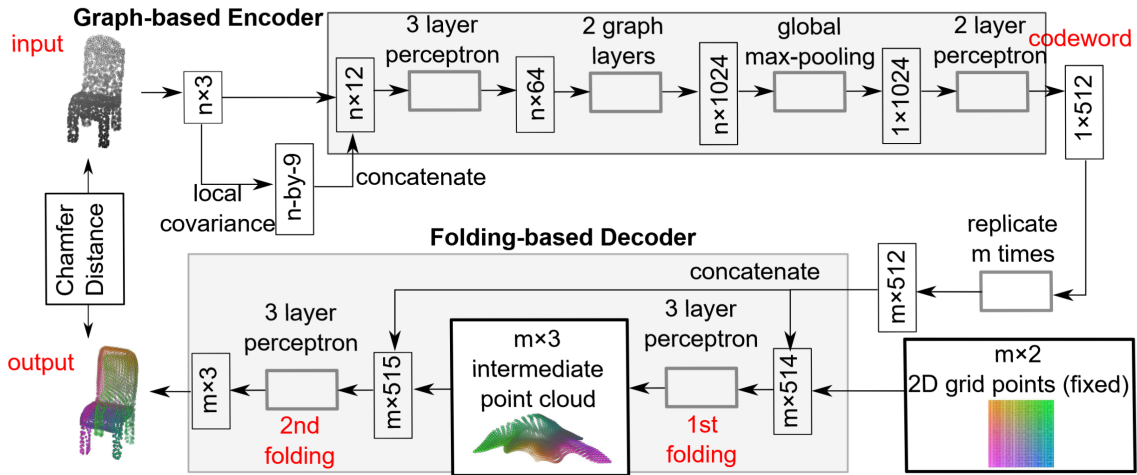 Graph-based Encoder
input
n×3
local
covariance
n-by-9
concatenate
n×12
3 layer
perceptron
n×64
2 graph
layers
n×1024
global
max-pooling
1×1024
2 layer
perceptron
codeword
1×512
replicate
m times
m×512
Folding-based Decoder
concatenate
m×2
2D grid points (fixed)
m×514
3 layer
perceptron
1st
folding
m×3
intermediate
point cloud
m×515
3 layer
perceptron
2nd
folding
m×3
output
Chamfer
Distance